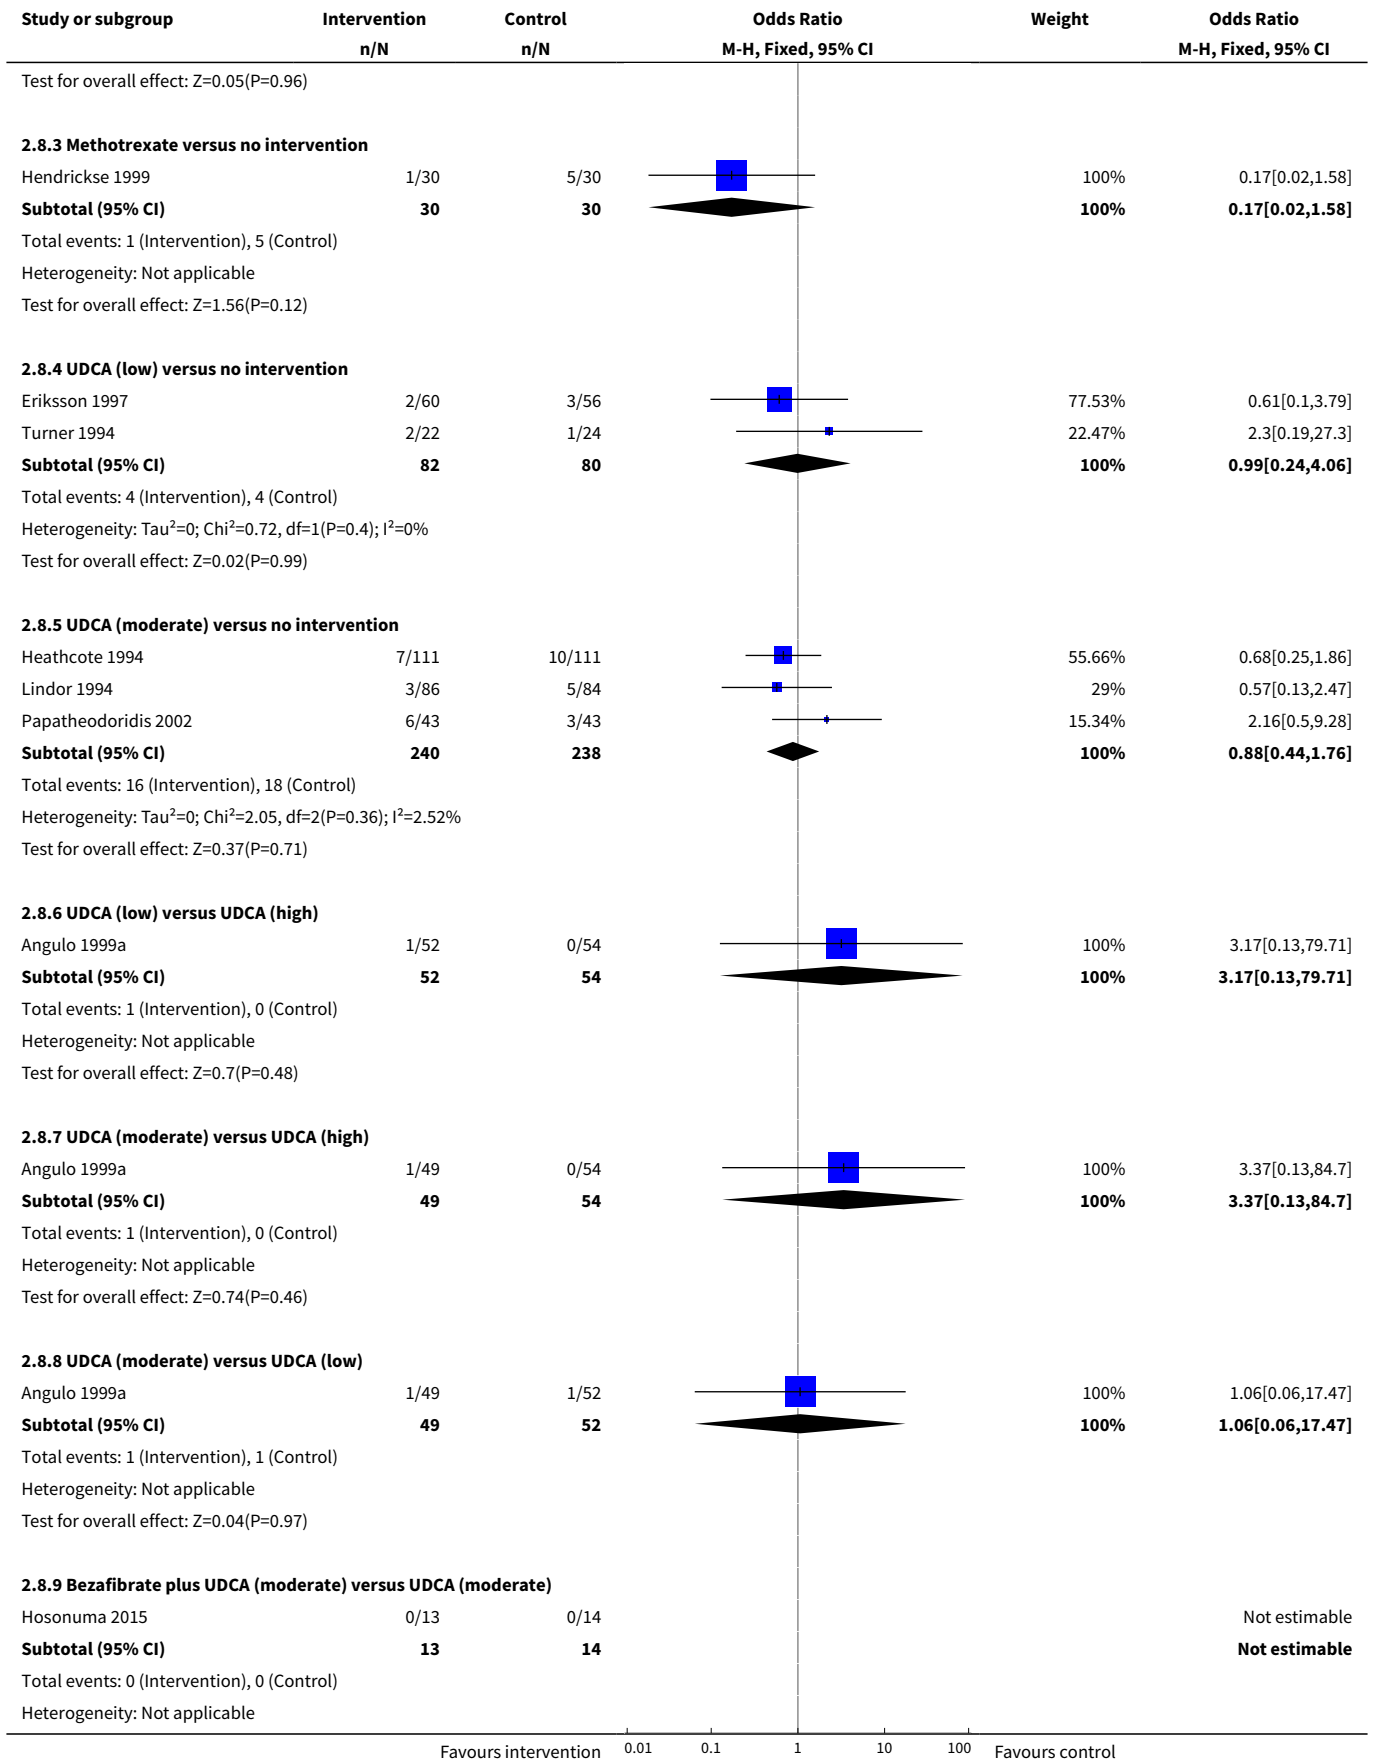 Study or subgroup Intervention Control Odds Ratio Weight Odds Ratio
n/N n/N M-H, Fixed, 95% CI M-H, Fixed, 95% CI
Test for overall effect: Z=0.05(P=0.96)
2.8.3 Methotrexate versus no intervention
Hendrickse 1999 1/30 5/30 100% 0.17[0.02,1.58]
Subtotal (95% CI) 30 30 100% 0.17[0.02,1.58]
Total events: 1 (Intervention), 5 (Control)
Heterogeneity: Not applicable
Test for overall effect: Z=1.56(P=0.12)
2.8.4 UDCA (low) versus no intervention
Eriksson 1997 2/60 3/56 77.53% 0.61[0.1,3.79]
Turner 1994 2/22 1/24 22.47% 2.3[0.19,27.3]
Subtotal (95% CI) 82 80 100% 0.99[0.24,4.06]
Total events: 4 (Intervention), 4 (Control)
Heterogeneity: Tau²=0; Chi²=0.72, df=1(P=0.4); I²=0%
Test for overall effect: Z=0.02(P=0.99)
2.8.5 UDCA (moderate) versus no intervention
Heathcote 1994 7/111 10/111 55.66% 0.68[0.25,1.86]
Lindor 1994 3/86 5/84 29% 0.57[0.13,2.47]
Papatheodoridis 2002 6/43 3/43 15.34% 2.16[0.5,9.28]
Subtotal (95% CI) 240 238 100% 0.88[0.44,1.76]
Total events: 16 (Intervention), 18 (Control)
Heterogeneity: Tau²=0; Chi²=2.05, df=2(P=0.36); I²=2.52%
Test for overall effect: Z=0.37(P=0.71)
2.8.6 UDCA (low) versus UDCA (high)
Angulo 1999a 1/52 0/54 100% 3.17[0.13,79.71]
Subtotal (95% CI) 52 54 100% 3.17[0.13,79.71]
Total events: 1 (Intervention), 0 (Control)
Heterogeneity: Not applicable
Test for overall effect: Z=0.7(P=0.48)
2.8.7 UDCA (moderate) versus UDCA (high)
Angulo 1999a 1/49 0/54 100% 3.37[0.13,84.7]
Subtotal (95% CI) 49 54 100% 3.37[0.13,84.7]
Total events: 1 (Intervention), 0 (Control)
Heterogeneity: Not applicable
Test for overall effect: Z=0.74(P=0.46)
2.8.8 UDCA (moderate) versus UDCA (low)
Angulo 1999a 1/49 1/52 100% 1.06[0.06,17.47]
Subtotal (95% CI) 49 52 100% 1.06[0.06,17.47]
Total events: 1 (Intervention), 1 (Control)
Heterogeneity: Not applicable
Test for overall effect: Z=0.04(P=0.97)
2.8.9 Bezafibrate plus UDCA (moderate) versus UDCA (moderate)
Hosonuma 2015 0/13 0/14 Not estimable
Subtotal (95% CI) 13 14 Not estimable
Total events: 0 (Intervention), 0 (Control)
Heterogeneity: Not applicable
Favours intervention 0.01 0.1 1 10 100 Favours control